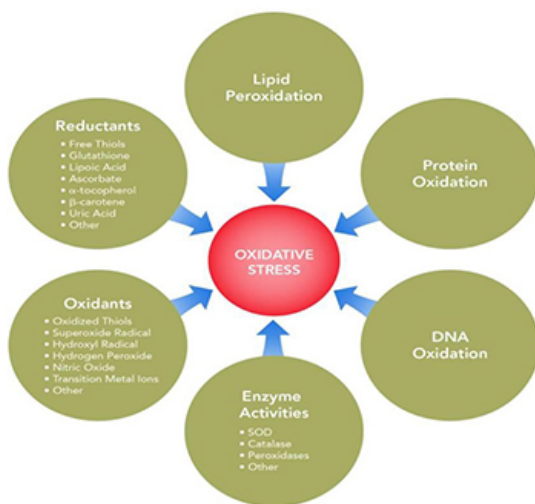 Lipid
Peroxidation
Reductants
▪ Free Thiols
▪ Glutathione
▪ Lipoic Acid
▪ Ascorbate
▪ α-tocopherol
▪ β-carotene
▪ Uric Acid
▪ Other
Protein
Oxidation
OXIDATIVE
STRESS
Oxidants
▪ Oxidized Thiols
▪ Superoxide Radical
▪ Hydroxyl Radical
▪ Hydrogen Peroxide
▪ Nitric Oxide
▪ Transition Metal Ions
▪ Other
DNA
Oxidation
Enzyme
Activities
▪ SOD
▪ Catalase
▪ Peroxidases
▪ Other